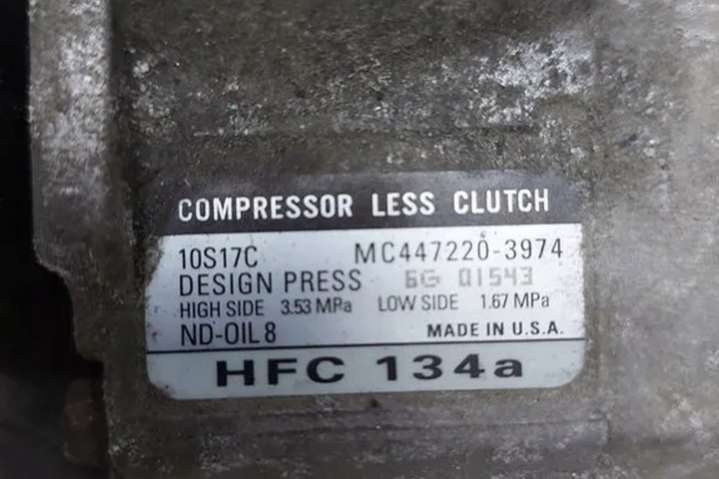 COMPRESSOR LESS CLUTCH
10S17C MC447220-3974
DESIGN PRESS 6G 01543
HIGH SIDE 3.53 MPa LOW SIDE 1.67 MPa
ND-OIL 8 MADE IN U.S.A.
HFC 134a